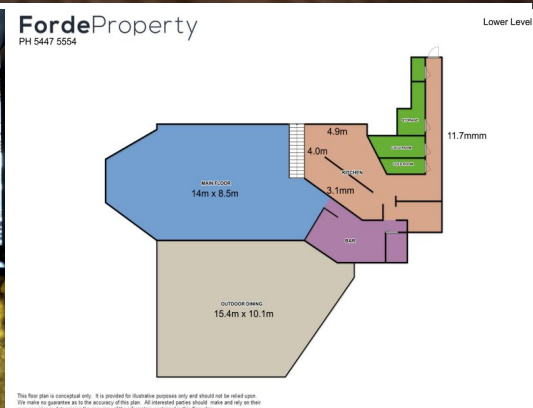 FordeProperty
PH 5447 5554
Lower Level
STORAGE
11.7mmm
4.9m
4.0m
COLDROOM
COLDROOM
KITCHEN
MAIN FLOOR
14m x 8.5m
3.1mm
BAR
OUTDOOR DINING
15.4m x 10.1m
This floor plan is conceptual only. It is provided for illustrative purposes only and should not be relied upon.
We make no guarantee as to the accuracy of this plan. All interested parties should make and rely on their